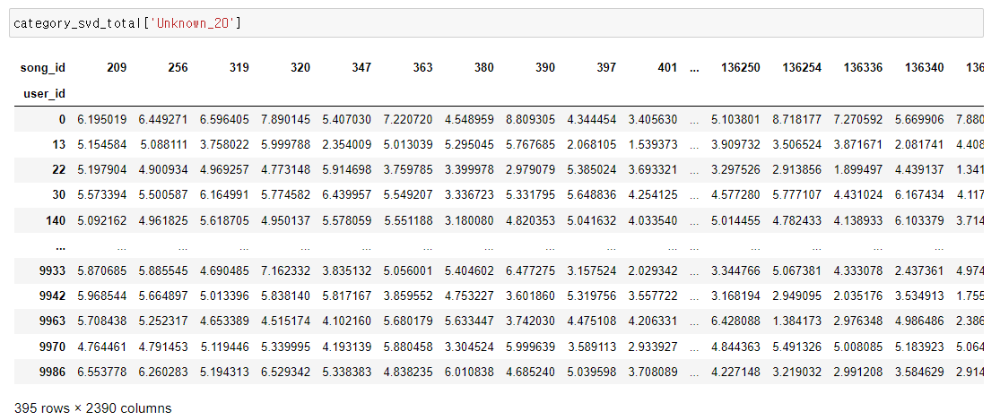 category_svd_total['Unknown_20']
song_id 209 256 319 320 347 363 380 390 397 401 ... 136250 136254 136336 136340 136
user_id
0 6.195019 6.449271 6.596405 7.890145 5.407030 7.220720 4.548959 8.809305 4.344454 3.405630 ... 5.103801 8.718177 7.270592 5.669906 7.880
13 5.154584 5.088111 3.758022 5.999788 2.354009 5.013039 5.295045 5.767685 2.068105 1.539373 ... 3.909732 3.506524 3.871671 2.081741 4.408
22 5.197904 4.900934 4.969257 4.773148 5.914698 3.759785 3.399978 2.979079 5.385024 3.693321 ... 3.297526 2.913856 1.899497 4.439137 1.341
30 5.573394 5.500587 6.164991 5.774582 6.439957 5.549207 3.336723 5.331795 5.648836 4.254125 ... 4.577280 5.777107 4.431024 6.167434 4.117
140 5.092162 4.961825 5.618705 4.950137 5.578059 5.551188 3.180080 4.820353 5.041632 4.033540 ... 5.014455 4.782433 4.138933 6.103379 3.714
... ... ... ... ... ... ... ... ... ... ... ... ... ... ... ...
9933 5.870685 5.885545 4.690485 7.162332 3.835132 5.056001 5.404602 6.477275 3.157524 2.029342 ... 3.344766 5.067381 4.333078 2.437361 4.974
9942 5.968544 5.664897 5.013396 5.838140 5.817167 3.859552 4.753227 3.601860 5.319756 3.557722 ... 3.168194 2.949095 2.035176 3.534913 1.755
9963 5.708438 5.252317 4.653389 4.515174 4.102160 5.680179 5.633447 3.742030 4.475108 4.206331 ... 6.428088 1.384173 2.976348 4.986486 2.386
9970 4.764461 4.791453 5.119446 5.339995 4.193139 5.880458 3.304524 5.999639 3.589113 2.933927 ... 4.844363 5.491326 5.008085 5.183923 5.064
9986 6.553778 6.260283 5.194313 6.529342 5.338383 4.838235 6.010838 4.685240 5.039598 3.708089 ... 4.227148 3.219032 2.991208 3.584629 2.914
395 rows × 2390 columns